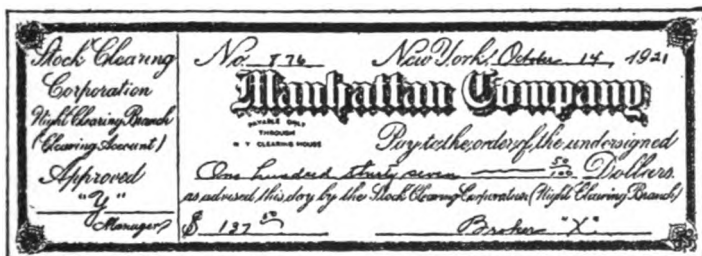 Stock Clearing
Corporation
Night Clearing Branch
(Clearing Account)
Approved
"Y"
Manager
No. 876 New York, October 14, 1921
Manhattan Company
PAYABLE ONLY
THROUGH
N Y CLEARING HOUSE
Pay to the order of the undersigned
One hundred thirty seven 50/100 Dollars
as advised this day by the Stock Clearing Corporation (Night Clearing Branch)
$ 137 50 Broker "X"